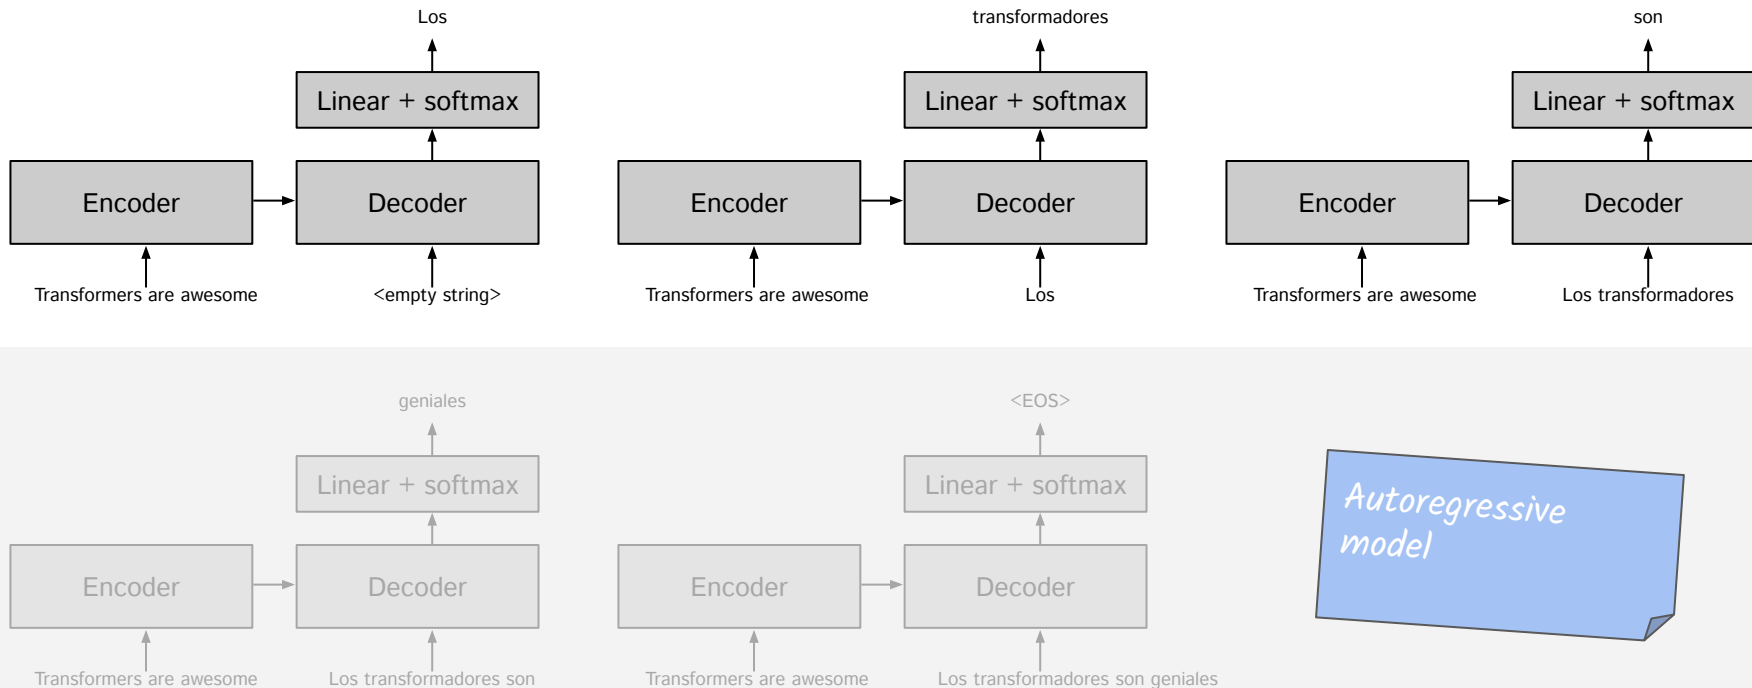 Los
transformadores
son
Linear + softmax
Linear + softmax
Linear + softmax
Encoder
Decoder
Encoder
Decoder
Encoder
Decoder
Transformers are awesome
<empty string>
Transformers are awesome
Los
Transformers are awesome
Los transformadores
geniales
<EOS>
Linear + softmax
Linear + softmax
Encoder
Decoder
Encoder
Decoder
Transformers are awesome
Los transformadores son
Transformers are awesome
Los transformadores son geniales
Autoregressive
model